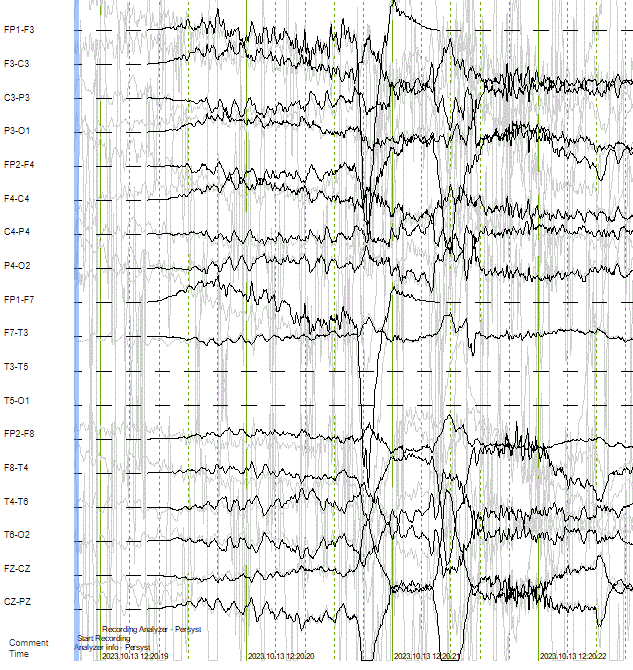 FP1-F3
F3-C3
C3-P3
P3-O1
FP2-F4
F4-C4
C4-P4
P4-O2
FP1-F7
F7-T3
T3-T5
T5-O1
FP2-F8
F8-T4
T4-T6
T6-O2
FZ-CZ
CZ-PZ
Recording Analyzer - Persyst
Start Recording
Comment
Analyzer info - Persyst
Time
2023.10.13 12:20:19
2023.10.13 12:20:20
2023.10.13 12:20:21
2023.10.13 12:20:22